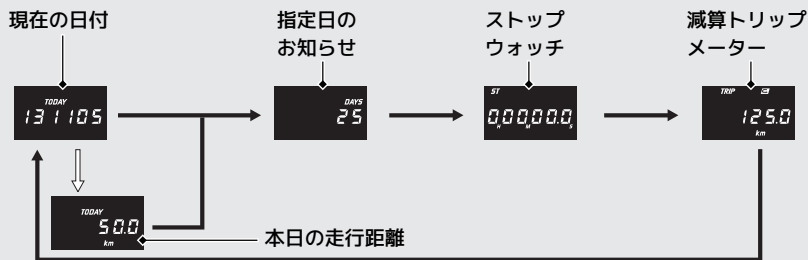 現在の日付
指定日の
お知らせ
ストップ
ウォッチ
減算トリップ
メーター
TODAY
131105
DAYS
25
ST
0,00,00.0,
H M S
TRIP
125.0
km
TODAY
50.0
km
本日の走行距離